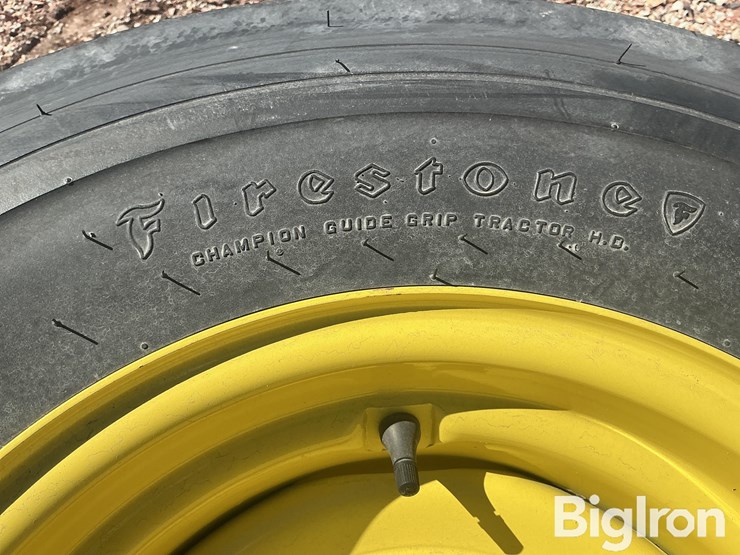 Firestone F
CHAMPION GUIDE GRIP TRACTOR H.D.
BigIron